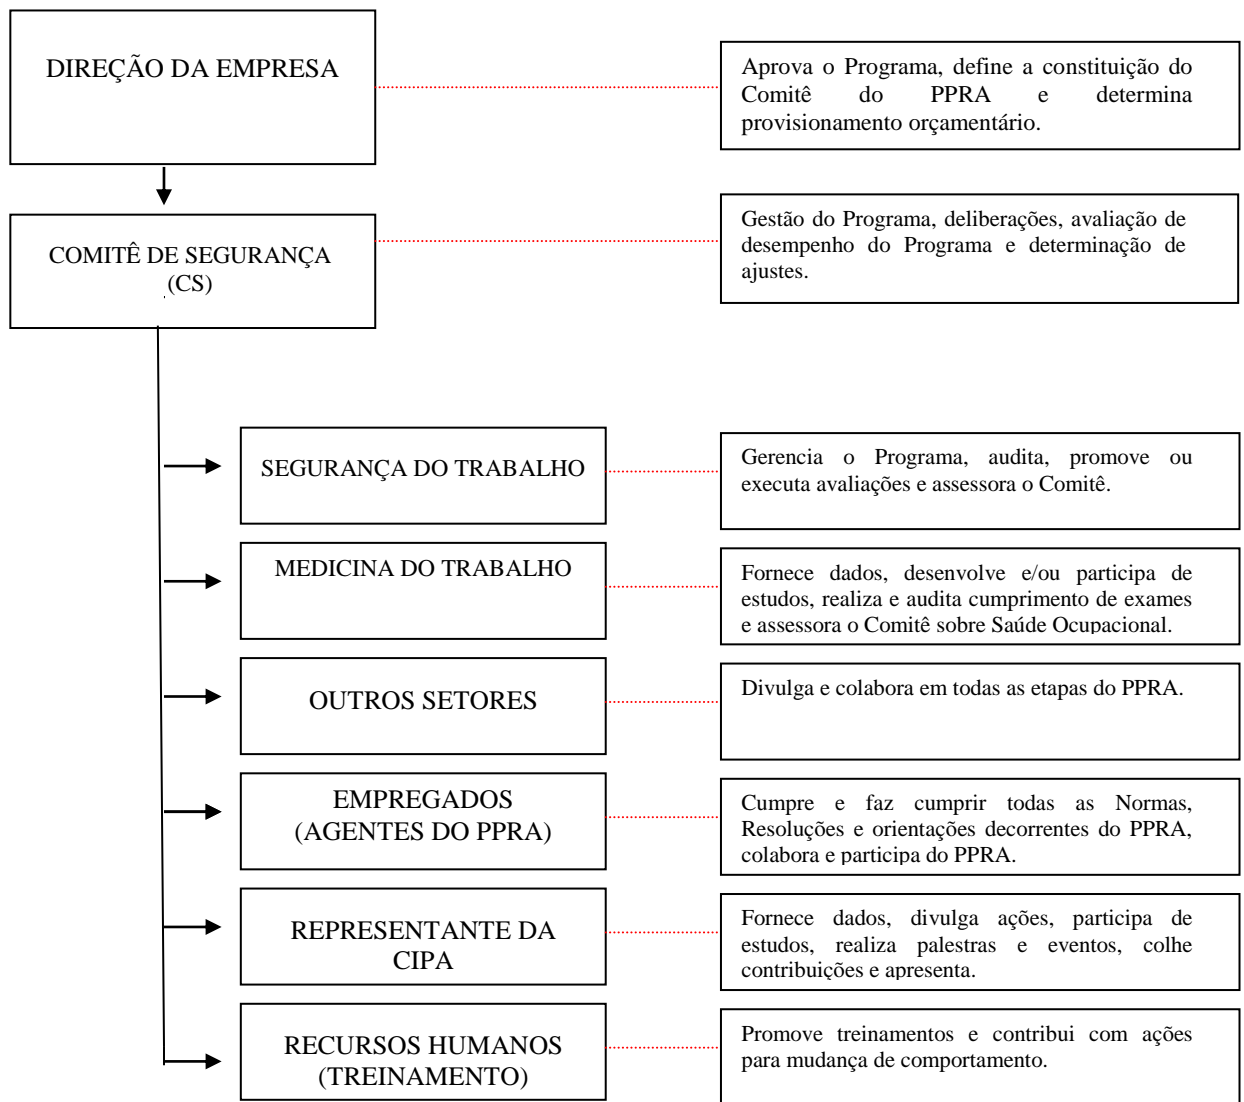 DIREÇÃO DA EMPRESA
Aprova o Programa, define a constituição do
Comitê do PPRA e determina
provisionamento orçamentário.
COMITÊ DE SEGURANÇA
(CS)
Gestão do Programa, deliberações, avaliação de
desempenho do Programa e determinação de
ajustes.
SEGURANÇA DO TRABALHO
Gerencia o Programa, audita, promove ou
executa avaliações e assessora o Comitê.
MEDICINA DO TRABALHO
Fornece dados, desenvolve e/ou participa de
estudos, realiza e audita cumprimento de exames
e assessora o Comitê sobre Saúde Ocupacional.
OUTROS SETORES
Divulga e colabora em todas as etapas do PPRA.
EMPREGADOS
(AGENTES DO PPRA)
Cumpre e faz cumprir todas as Normas,
Resoluções e orientações decorrentes do PPRA,
colabora e participa do PPRA.
REPRESENTANTE DA
CIPA
Fornece dados, divulga ações, participa de
estudos, realiza palestras e eventos, colhe
contribuições e apresenta.
RECURSOS HUMANOS
(TREINAMENTO)
Promove treinamentos e contribui com ações
para mudança de comportamento.